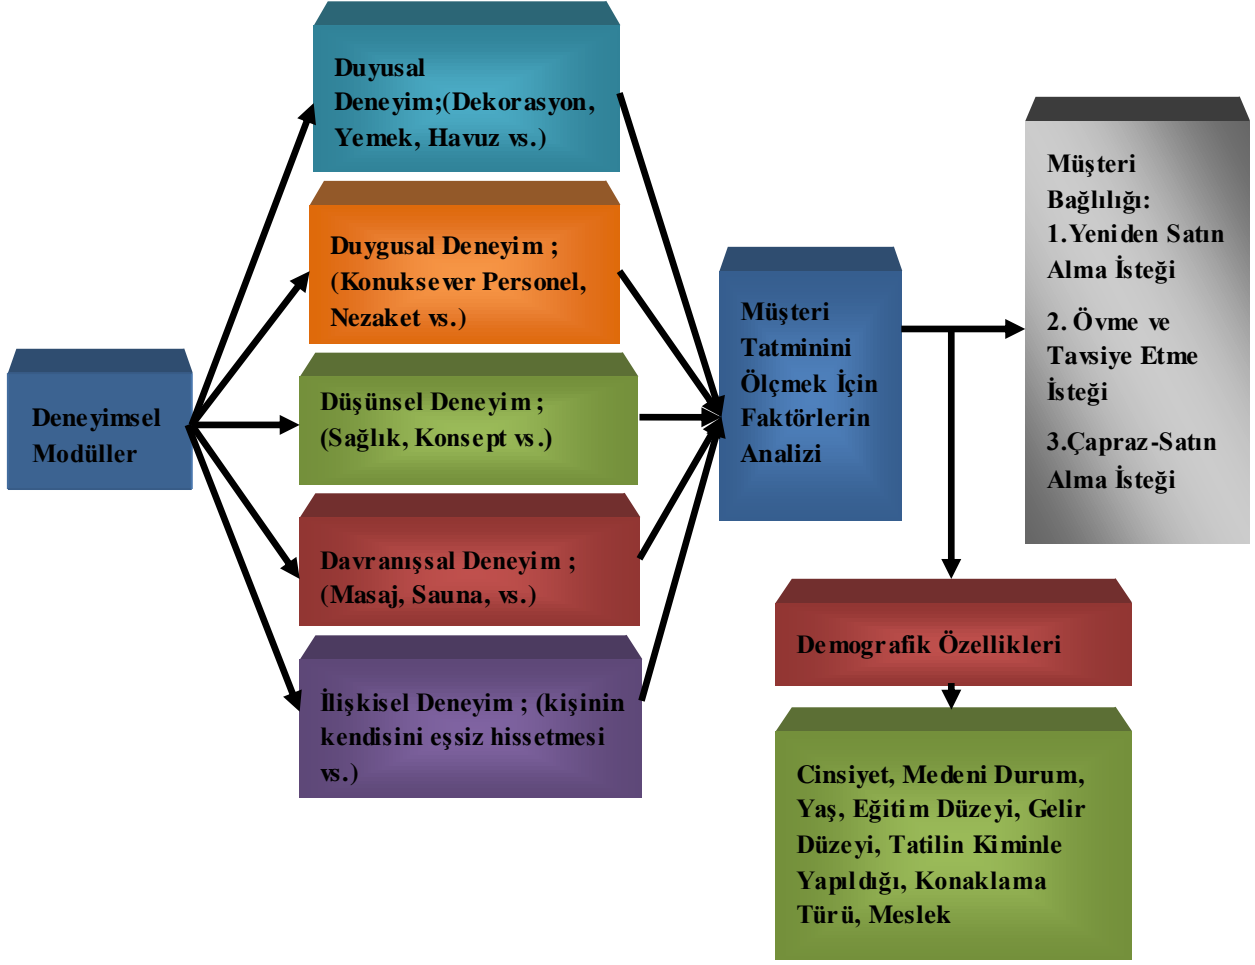 Deneyimsel
Modüller
Duyusal
Deneyim;(Dekorasyon,
Yemek, Havuz vs.)
Duygusal Deneyim ;
(Konuksever Personel,
Nezaket vs.)
Düşünsel Deneyim ;
(Sağlık, Konsept vs.)
Davranışsal Deneyim ;
(Masaj, Sauna, vs.)
İlişkisel Deneyim ; (kişinin
kendisini eşsiz hissetmesi
vs.)
Müşteri
Tatminini
Ölçmek İçin
Faktörlerin
Analizi
Müşteri
Bağlılığı:
1.Yeniden Satın
Alma İsteği
2. Övme ve
Tavsiye Etme
İsteği
3.Çapraz-Satın
Alma İsteği
Demografik Özellikleri
Cinsiyet, Medeni Durum,
Yaş, Eğitim Düzeyi, Gelir
Düzeyi, Tatilin Kiminle
Yapıldığı, Konaklama
Türü, Meslek